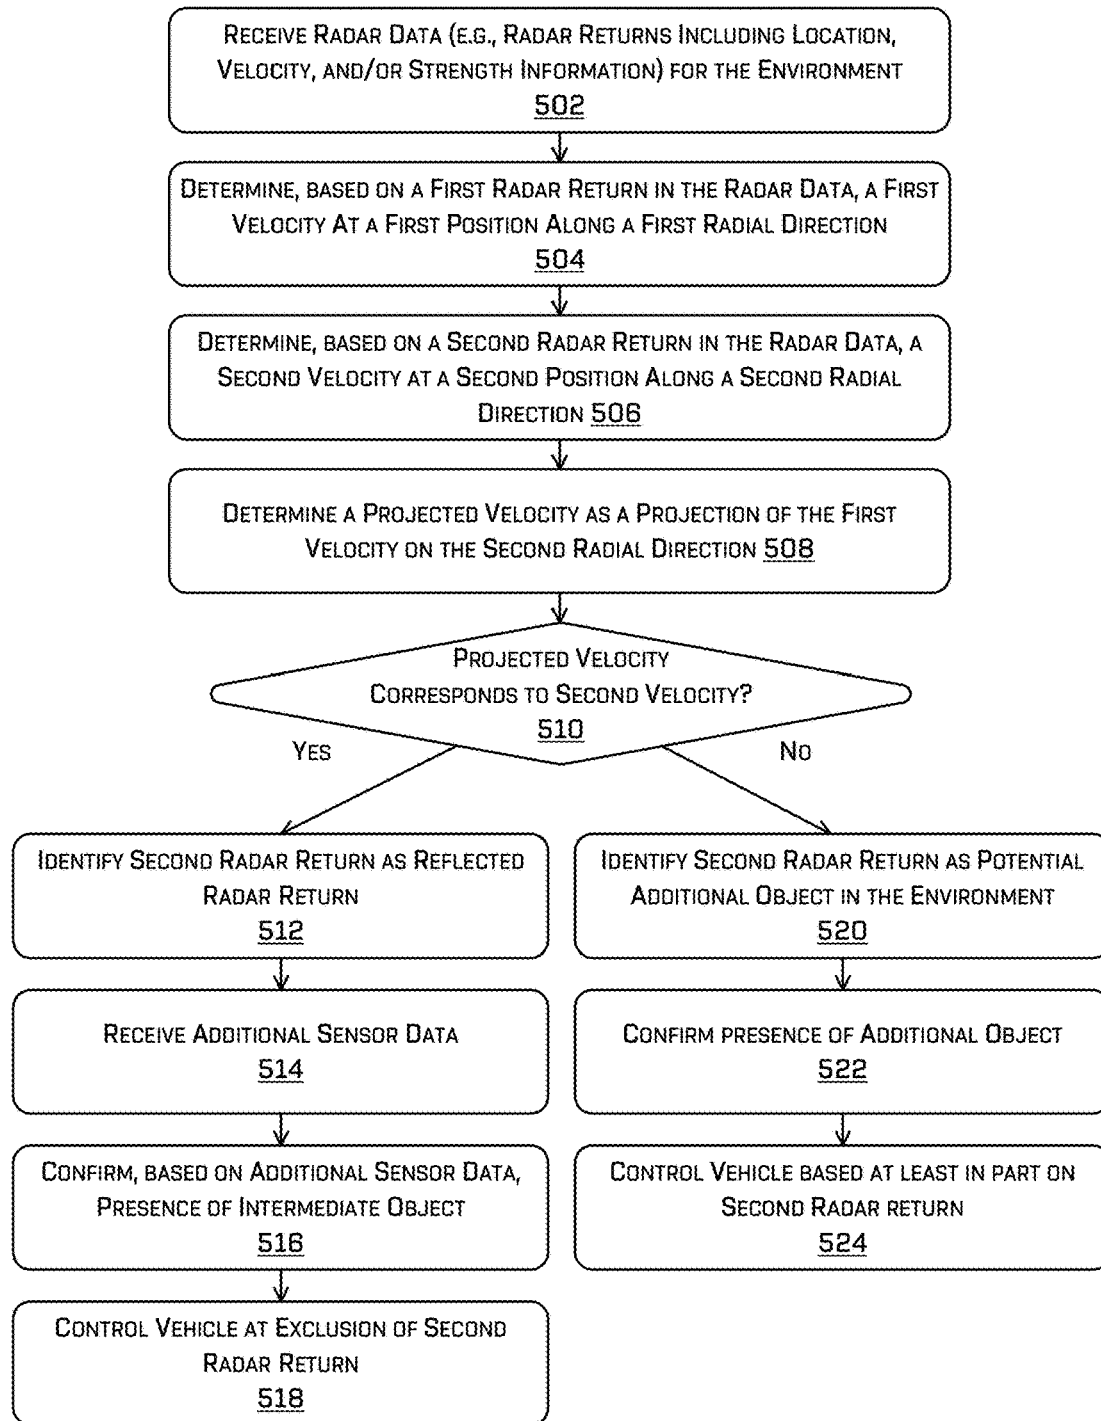 Receive Radar Data (e.g., Radar Returns Including Location,
Velocity, and/or Strength Information) for the Environment
502
Determine, based on a First Radar Return in the Radar Data, a First
Velocity At a First Position Along a First Radial Direction
504
Determine, based on a Second Radar Return in the Radar Data, a
Second Velocity at a Second Position Along a Second Radial
Direction 506
Determine a Projected Velocity as a Projection of the First
Velocity on the Second Radial Direction 508
Projected Velocity
Corresponds to Second Velocity?
510
Yes
No
Identify Second Radar Return as Reflected
Radar Return
512
Receive Additional Sensor Data
514
Confirm, based on Additional Sensor Data,
Presence of Intermediate Object
516
Control Vehicle at Exclusion of Second
Radar Return
518
Identify Second Radar Return as Potential
Additional Object in the Environment
520
Confirm presence of Additional Object
522
Control Vehicle based at least in part on
Second Radar return
524